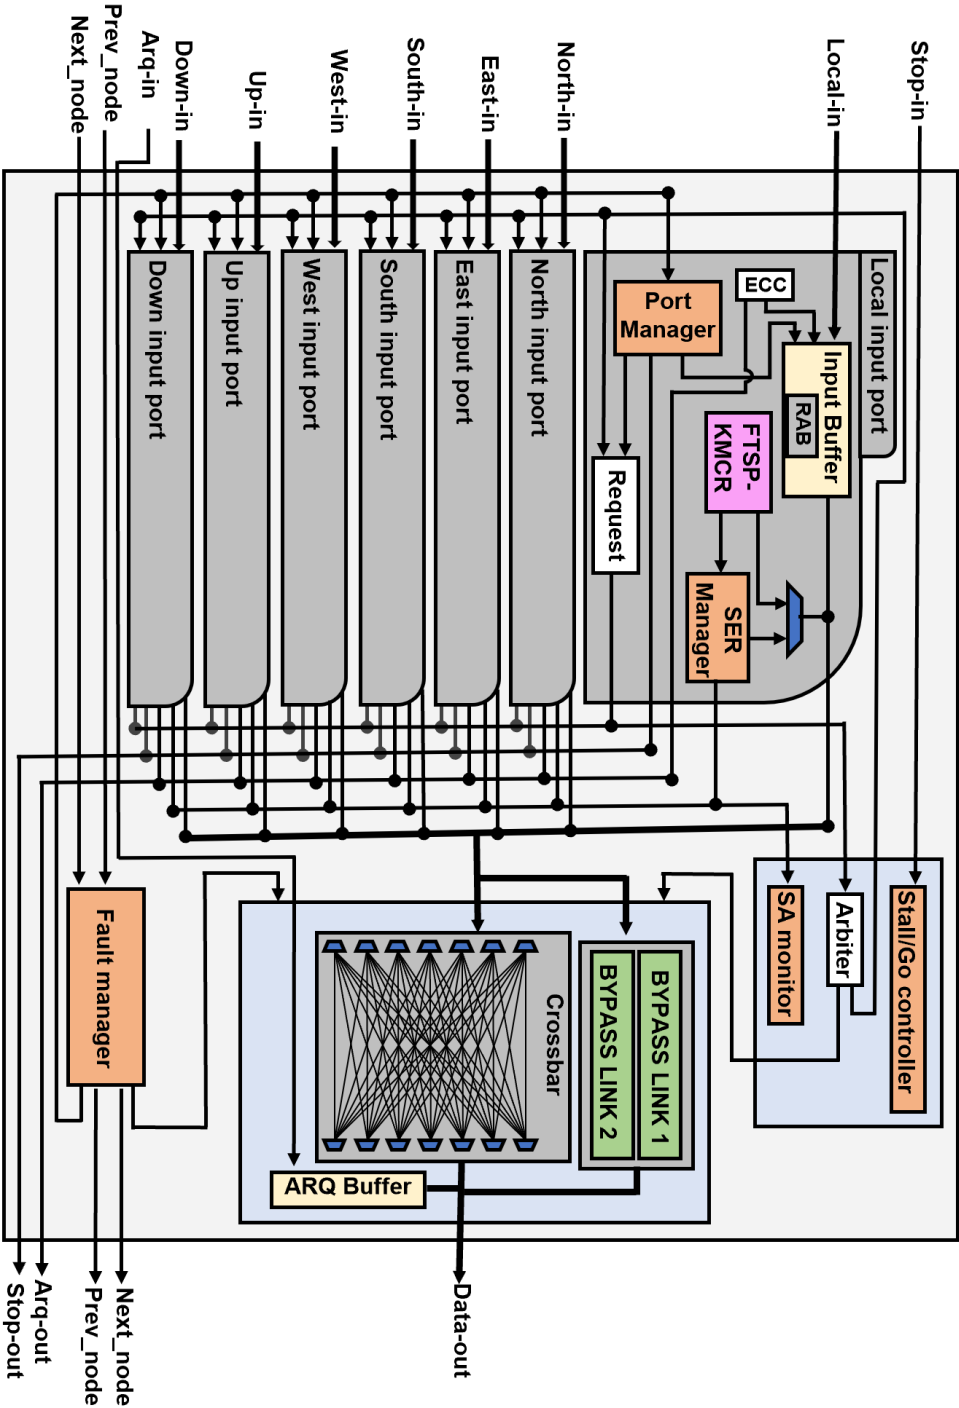 Next_node
Prev_node
Arq-in
Down-in
Up-in
West-in
South-in
East-in
North-in
Local-in
Stop-in
Down input port
Up input port
West input port
South input port
East input port
North input port
Local input port
Port
Manager
ECC
Input Buffer
RAB
FTSP-
KMCR
Request
SER
Manager
Fault manager
Crossbar
BYPASS LINK 2
BYPASS LINK 1
SA monitor
Arbiter
Stall/Go controller
ARQ Buffer
Stop-out
Arq-out
Prev_node
Next_node
Data-out